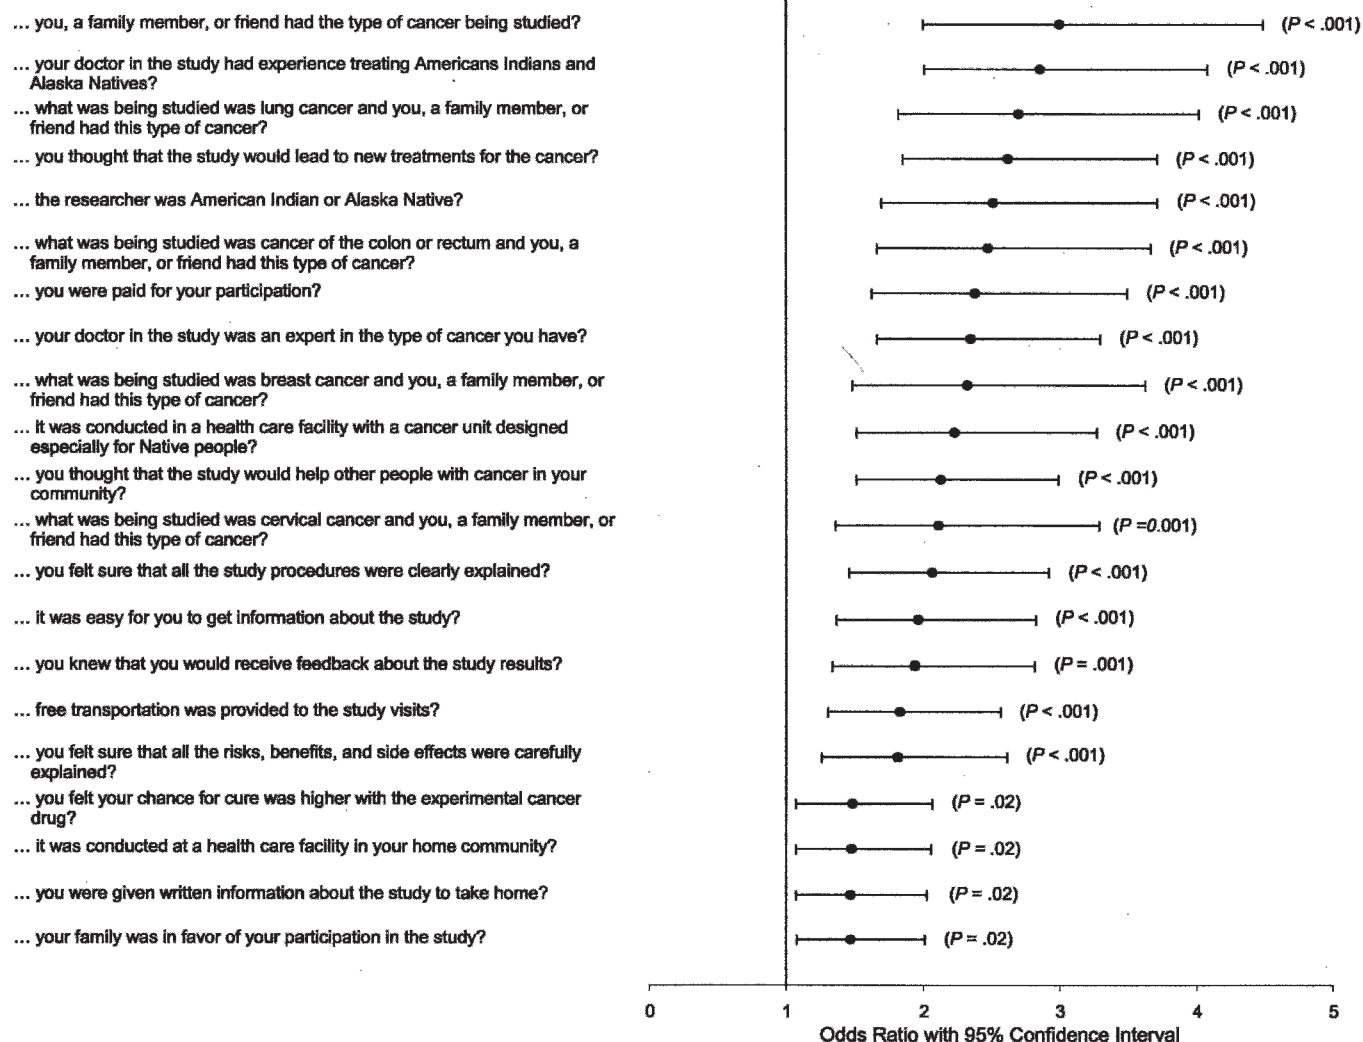 ... you, a family member, or friend had the type of cancer being studied?
(P < .001)
... your doctor in the study had experience treating Americans Indians and
Alaska Natives?
(P < .001)
... what was being studied was lung cancer and you, a family member, or
friend had this type of cancer?
(P < .001)
... you thought that the study would lead to new treatments for the cancer?
(P < .001)
... the researcher was American Indian or Alaska Native?
(P < .001)
... what was being studied was cancer of the colon or rectum and you, a
family member, or friend had this type of cancer?
(P < .001)
... you were paid for your participation?
(P < .001)
... your doctor in the study was an expert in the type of cancer you have?
(P < .001)
... what was being studied was breast cancer and you, a family member, or
friend had this type of cancer?
(P < .001)
... it was conducted in a health care facility with a cancer unit designed
especially for Native people?
(P < .001)
... you thought that the study would help other people with cancer in your
community?
(P < .001)
... what was being studied was cervical cancer and you, a family member, or
friend had this type of cancer?
(P =0.001)
... you felt sure that all the study procedures were clearly explained?
(P < .001)
... it was easy for you to get information about the study?
(P < .001)
... you knew that you would receive feedback about the study results?
(P = .001)
... free transportation was provided to the study visits?
(P < .001)
... you felt sure that all the risks, benefits, and side effects were carefully
explained?
(P < .001)
... you felt your chance for cure was higher with the experimental cancer
drug?
(P = .02)
... it was conducted at a health care facility in your home community?
(P = .02)
... you were given written information about the study to take home?
(P = .02)
... your family was in favor of your participation in the study?
(P = .02)
0 1 2 3 4 5
Odds Ratio with 95% Confidence Interval